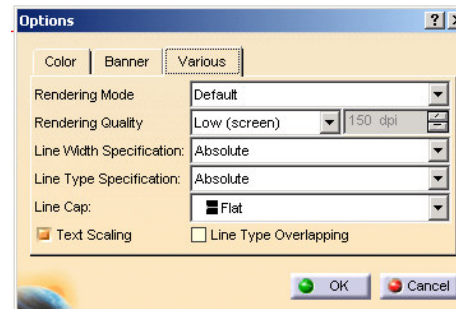 Options ?
Color Banner Various
Rendering Mode Default
Rendering Quality Low (screen) 150 dpi
Line Width Specification: Absolute
Line Type Specification: Absolute
Line Cap: Flat
Text Scaling Line Type Overlapping
OK Cancel